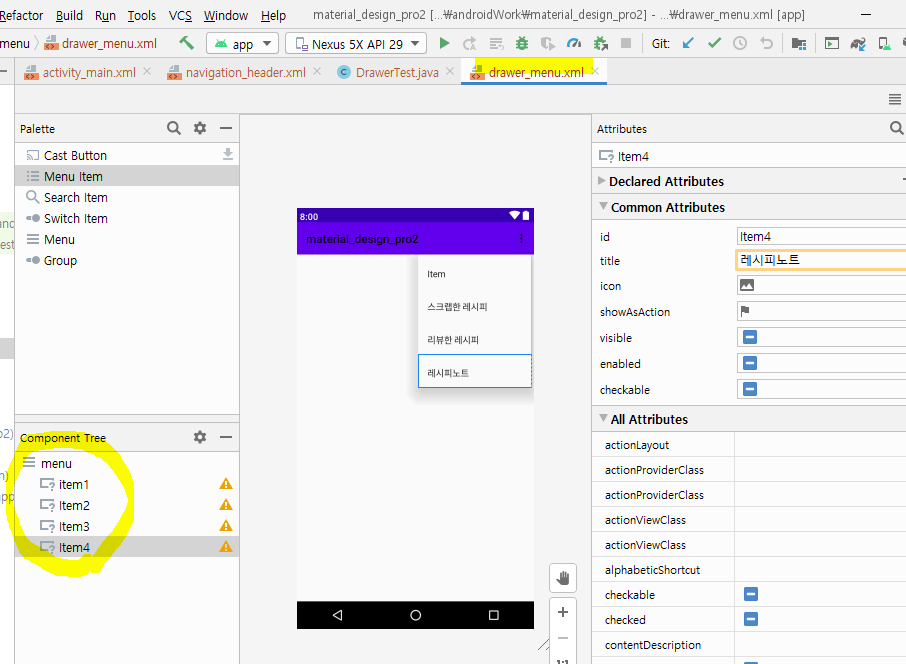 Refactor Build Run Tools VCS Window Help material_design_pro2 [...₩androidWork₩material_design_pro2] - ...₩drawer_menu.xml [app]
menu drawer_menu.xml app Nexus 5X API 29 Git:
activity_main.xml navigation_header.xml DrawerTest.java drawer_menu.xml
Palette
Cast Button
Menu Item
Search Item
Switch Item
Menu
Group
Component Tree
menu
item1
Item2
Item3
Item4
8:00
material_design_pro2
Item
스크랩한 레시피
리뷰한 레시피
레시피노트
1:1
Attributes
Item4
Declared Attributes
Common Attributes
id Item4
title 레시피노트
icon
showAsAction
visible
enabled
checkable
All Attributes
actionLayout
actionProviderClass
actionProviderClass
actionViewClass
actionViewClass
alphabeticShortcut
checkable
checked
contentDescription